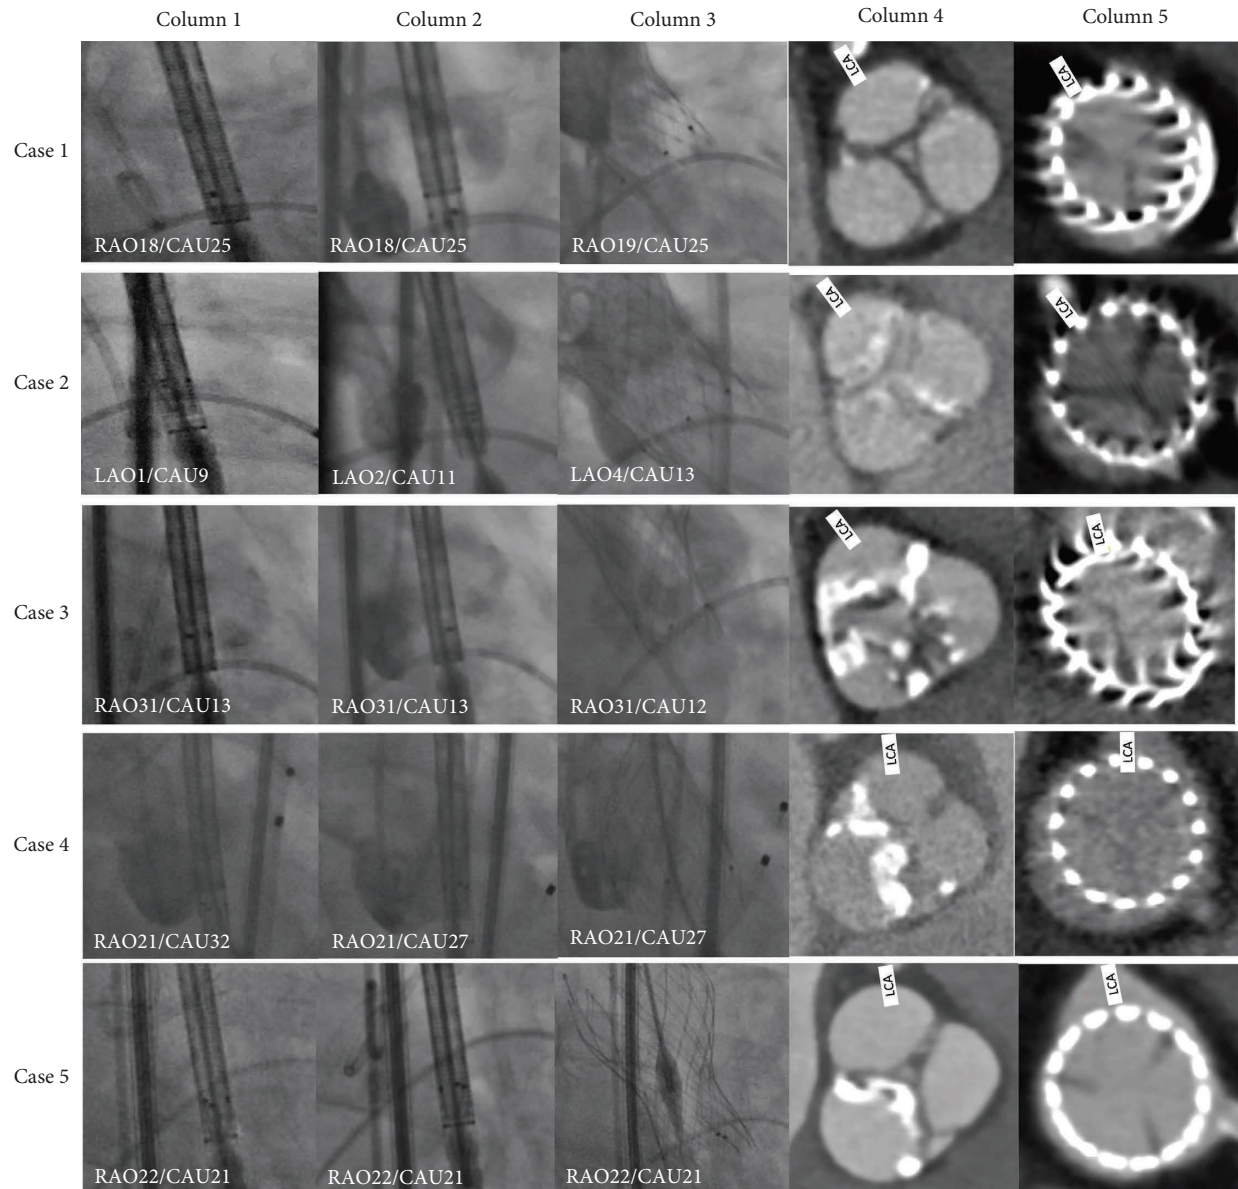 Column 1 Column 2 Column 3 Column 4 Column 5
Case 1
RAO18/CAU25 RAO18/CAU25 RAO19/CAU25 LCA LCA
Case 2
LAO1/CAU9 LAO2/CAU11 LAO4/CAU13 LCA LCA
Case 3
RAO31/CAU13 RAO31/CAU13 RAO31/CAU12 LCA LCA
Case 4
RAO21/CAU32 RAO21/CAU27 RAO21/CAU27 LCA LCA
Case 5
RAO22/CAU21 RAO22/CAU21 RAO22/CAU21 LCA LCA